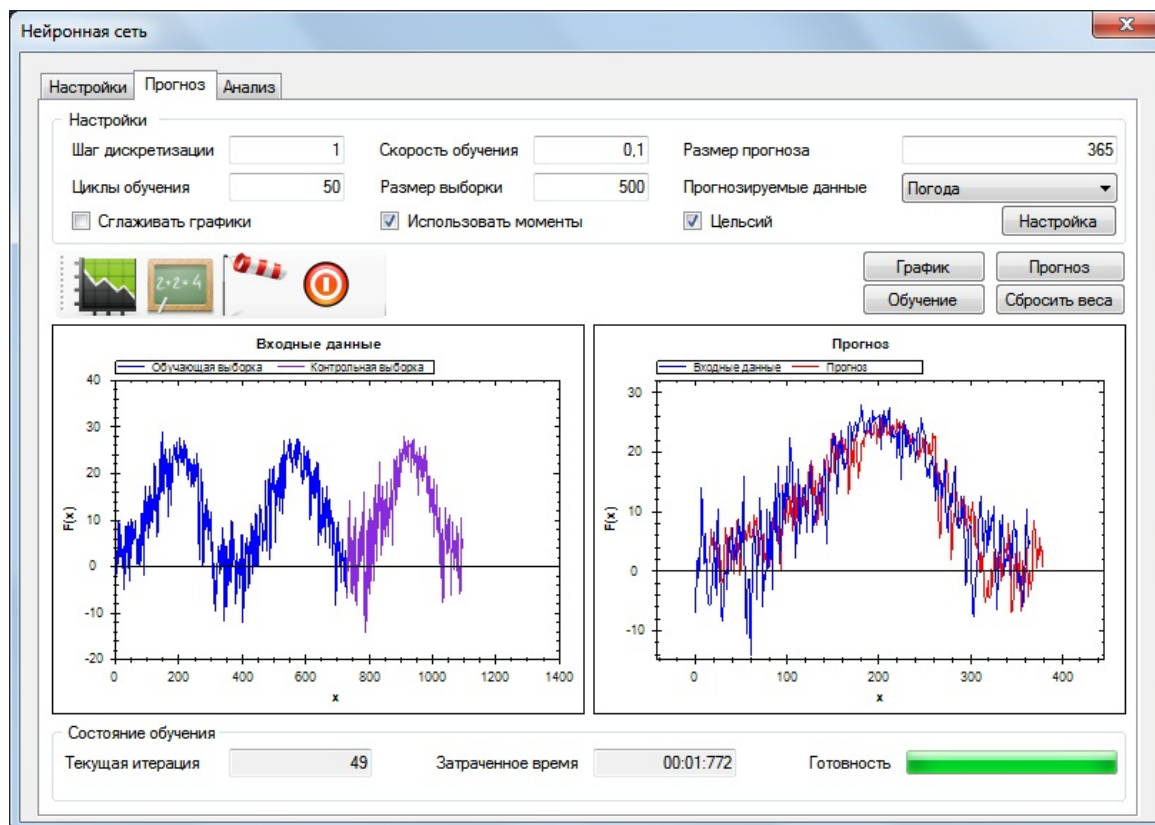 Нейронная сеть
Настройки Прогноз Анализ
Настройки
Шаг дискретизации 1 Скорость обучения 0,1 Размер прогноза 365
Циклы обучения 50 Размер выборки 500 Прогнозируемые данные Погода
Сглаживать графики Использовать моменты Цельсий Настройка
2+2=4
График Прогноз
Обучение Сбросить веса
Входные данные
Обучающая выборка Контрольная выборка
40
30
20
10
0
-10
-20
F(x)
0 200 400 600 800 1000 1200 1400
x
Прогноз
Входные данные Прогноз
30
20
10
0
-10
F(x)
0 100 200 300 400
x
Состояние обучения
Текущая итерация 49 Затраченное время 00:01:772 Готовность